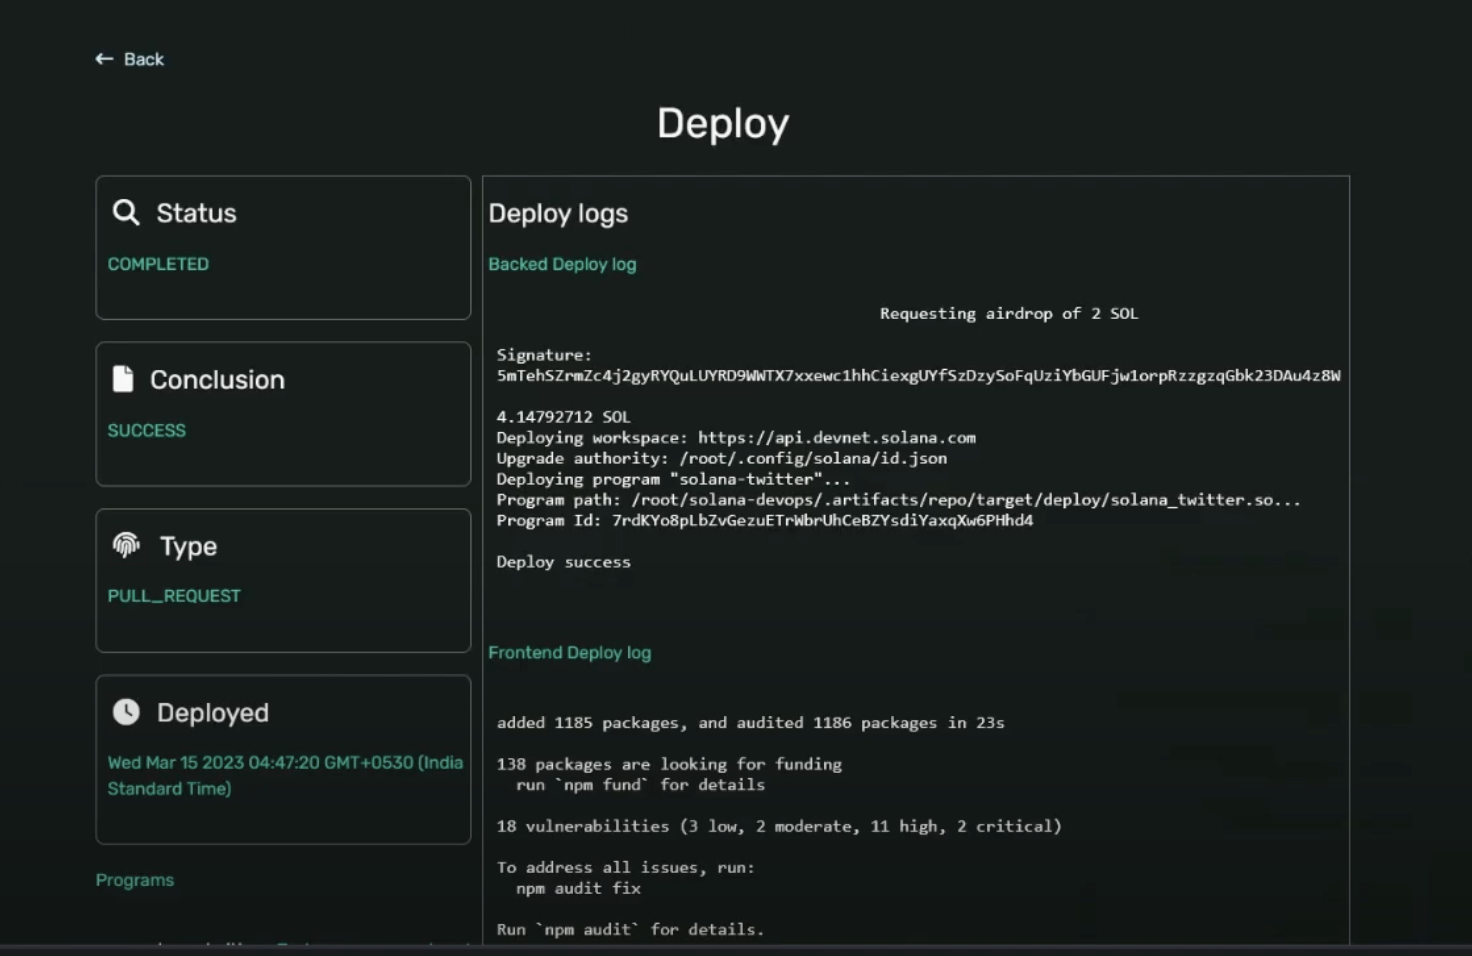 ← Back
Deploy
Status
COMPLETED
Conclusion
SUCCESS
Type
PULL_REQUEST
Deployed
Wed Mar 15 2023 04:47:20 GMT+0530 (India
Standard Time)
Programs
Deploy logs
Backed Deploy log
Requesting airdrop of 2 SOL
Signature:
5mTehSZrmZc4j2gyRYQuLUYRD9WWTX7xxewc1hhCiexgUYfSzDzySoFqUziYbGUFjw1orpRzzgzqGbk23DAu4z8W
4.14792712 SOL
Deploying workspace: https://api.devnet.solana.com
Upgrade authority: /root/.config/solana/id.json
Deploying program "solana-twitter"...
Program path: /root/solana-devops/.artifacts/repo/target/deploy/solana_twitter.so...
Program Id: 7rdKYo8pLbZvGezuETrWbrUhCeBZYsdiYaxqXw6PHhd4
Deploy success
Frontend Deploy log
added 1185 packages, and audited 1186 packages in 23s
138 packages are looking for funding
run `npm fund` for details
18 vulnerabilities (3 low, 2 moderate, 11 high, 2 critical)
To address all issues, run:
npm audit fix
Run `npm audit` for details.